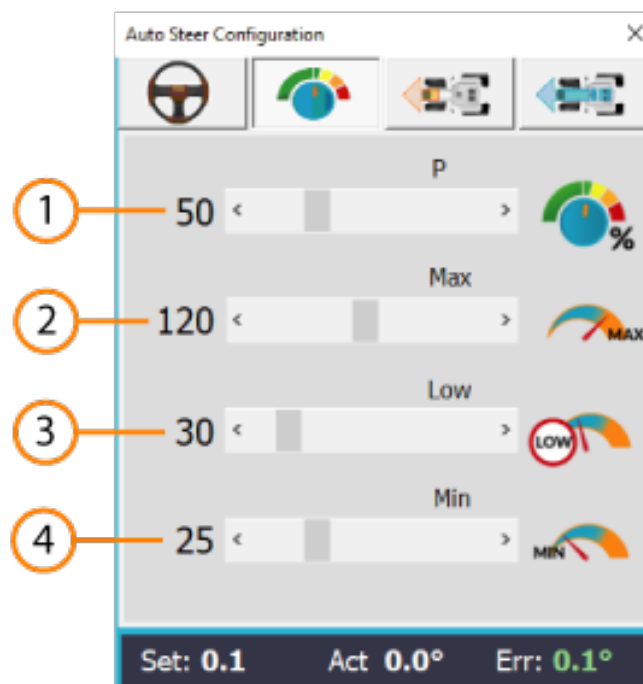 Auto Steer Configuration
P
1 50 %
Max
2 120 MAX
Low
3 30 LOW
Min
4 25 MIN
Set: 0.1 Act 0.0° Err: 0.1°